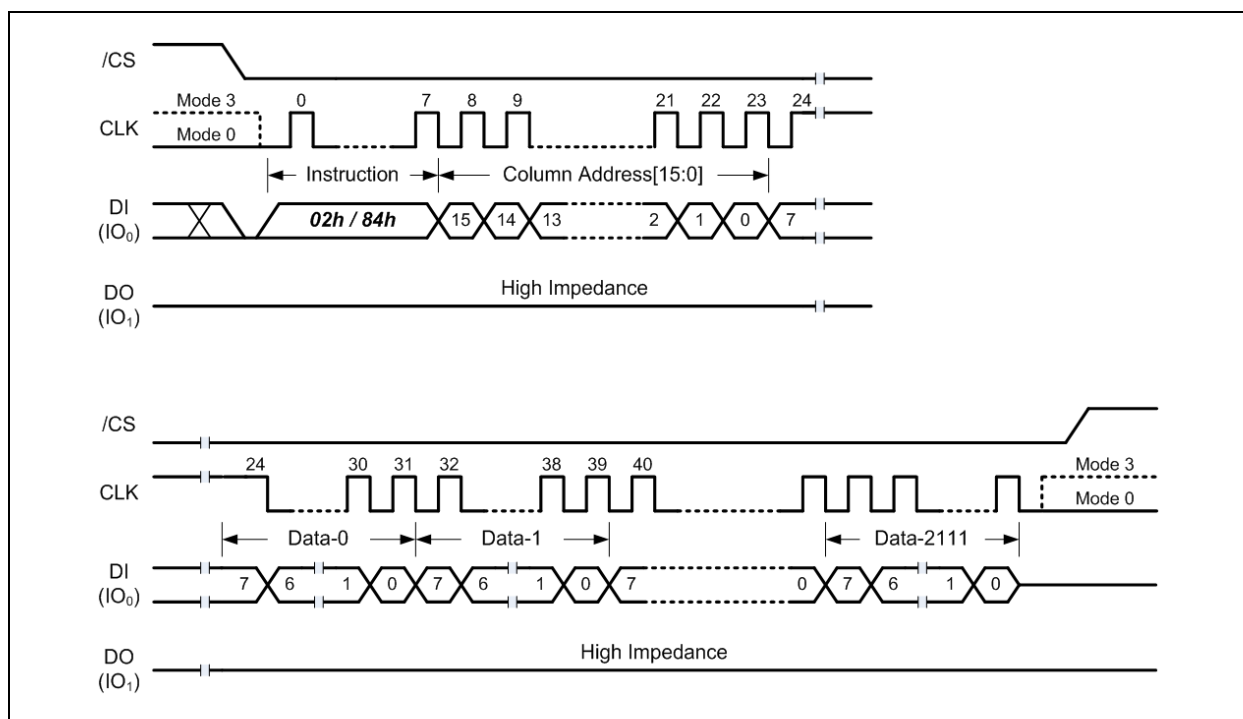 /CS
Mode 3 0 7 8 9 21 22 23 24
CLK
Mode 0
Instruction Column Address[15:0]
DI
(IO0)
02h / 84h 15 14 13 2 1 0 7
High Impedance
DO
(IO1)
/CS
24 30 31 32 38 39 40 Mode 3
CLK
Mode 0
Data-0 Data-1 Data-2111
DI
(IO0)
7 6 1 0 7 6 1 0 7 0 7 6 1 0
High Impedance
DO
(IO1)